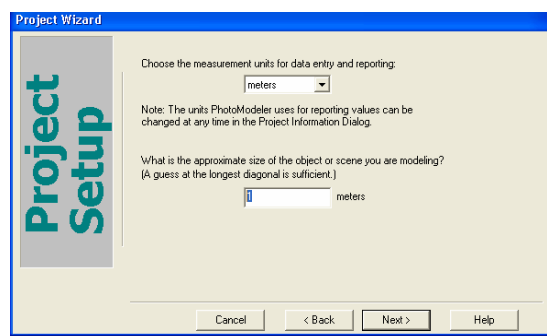 Project Wizard
Project
Setup
Choose the measurement units for data entry and reporting:
meters
Note: The units PhotoModeler uses for reporting values can be
changed at any time in the Project Information Dialog.
What is the approximate size of the object or scene you are modeling?
(A guess at the longest diagonal is sufficient.)
1 meters
Cancel < Back Next > Help